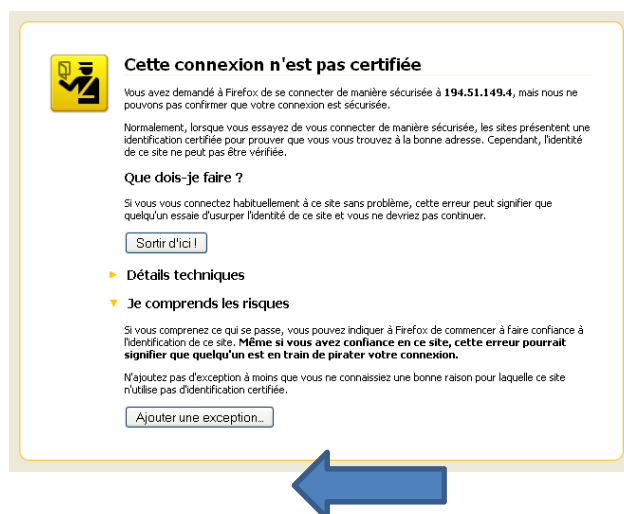 Cette connexion n'est pas certifiée
Vous avez demandé à Firefox de se connecter de manière sécurisée à 194.51.149.4, mais nous ne
pouvons pas confirmer que votre connexion est sécurisée.
Normalement, lorsque vous essayez de vous connecter de manière sécurisée, les sites présentent une
identification certifiée pour prouver que vous vous trouvez à la bonne adresse. Cependant, l'identité
de ce site ne peut pas être vérifiée.
Que dois-je faire ?
Si vous vous connectez habituellement à ce site sans problème, cette erreur peut signifier que
quelqu'un essaie d'usurper l'identité de ce site et vous ne devriez pas continuer.
Sortir d'ici !
Détails techniques
Je comprends les risques
Si vous comprenez ce qui se passe, vous pouvez indiquer à Firefox de commencer à faire confiance à
l'identification de ce site. Même si vous avez confiance en ce site, cette erreur pourrait
signifier que quelqu'un est en train de pirater votre connexion.
N'ajoutez pas d'exception à moins que vous ne connaissiez une bonne raison pour laquelle ce site
n'utilise pas d'identification certifiée.
Ajouter une exception…